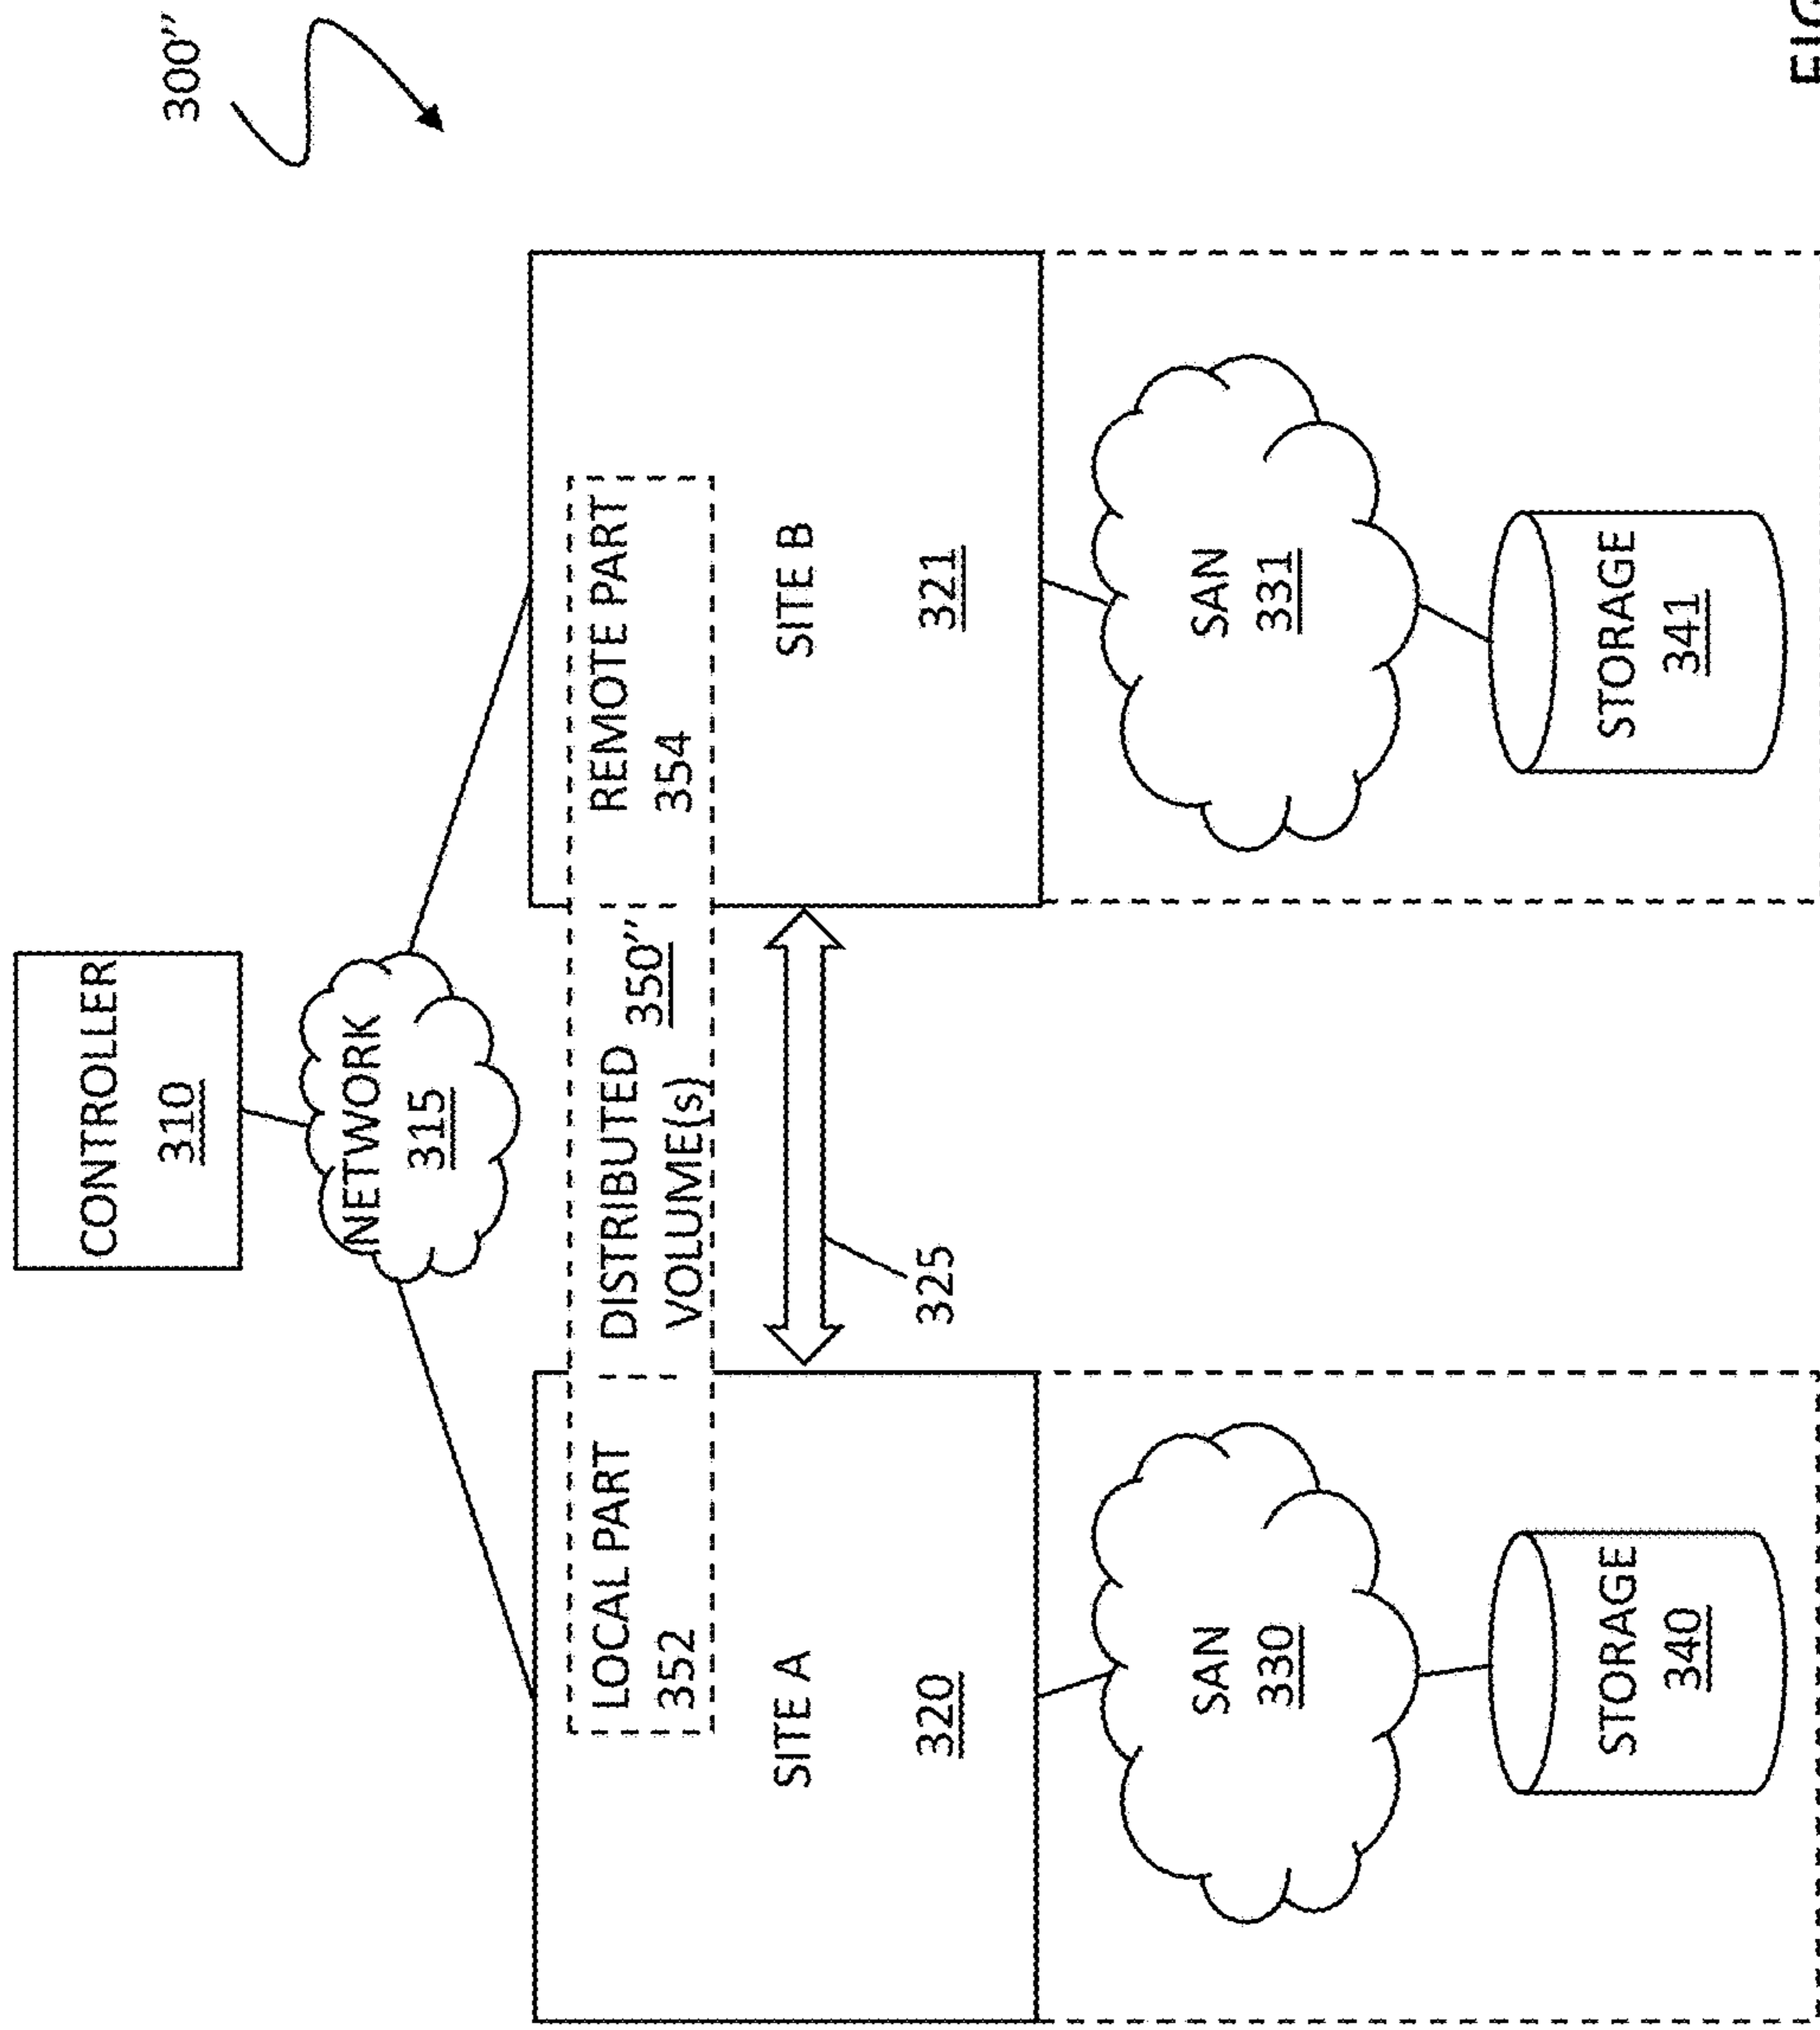 300"
CONTROLLER
310
NETWORK
315
LOCAL PART
352
DISTRIBUTED
VOLUME(s)
350"
REMOTE PART
354
SITE A
320
325
SITE B
321
SAN
330
SAN
331
STORAGE
340
STORAGE
341
FIG